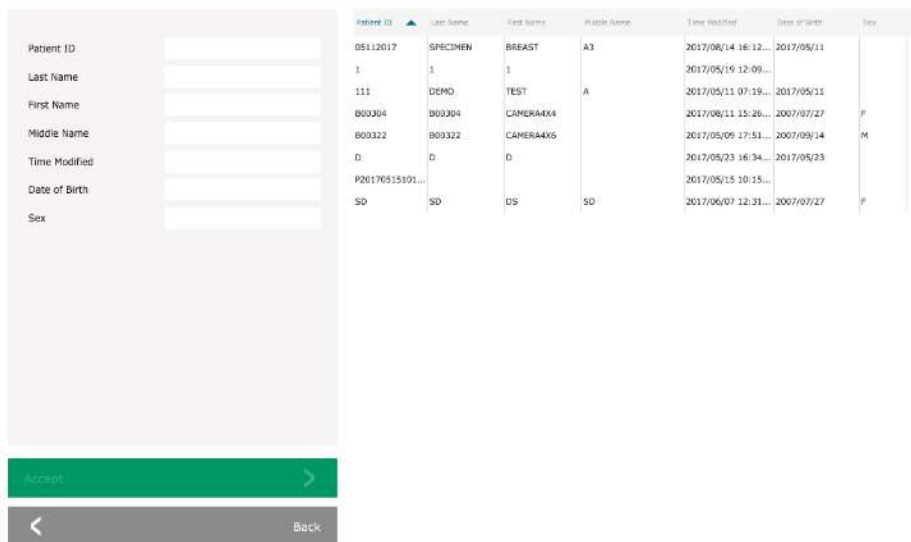 Patient ID
Last Name
First Name
Middle Name
Time Modified
Date of Birth
Sex
Accept
Back
Patient ID Last Name First Name Middle Name Time Modified Date of Birth Sex
05112017 SPECIMEN BREAST A3 2017/08/14 16:12... 2017/05/11
1 1 1 2017/05/19 12:09...
111 DEMO TEST A 2017/05/11 07:19... 2017/05/11
B00304 B00304 CAMERA4X4 2017/08/11 15:26... 2007/07/27 F
B00322 B00322 CAMERA4X6 2017/05/09 17:51... 2007/09/14 M
D D D 2017/05/23 16:34... 2017/05/23
P20170515101... 2017/05/15 10:15...
SD SD DS SD 2017/06/07 12:31... 2007/07/27 F